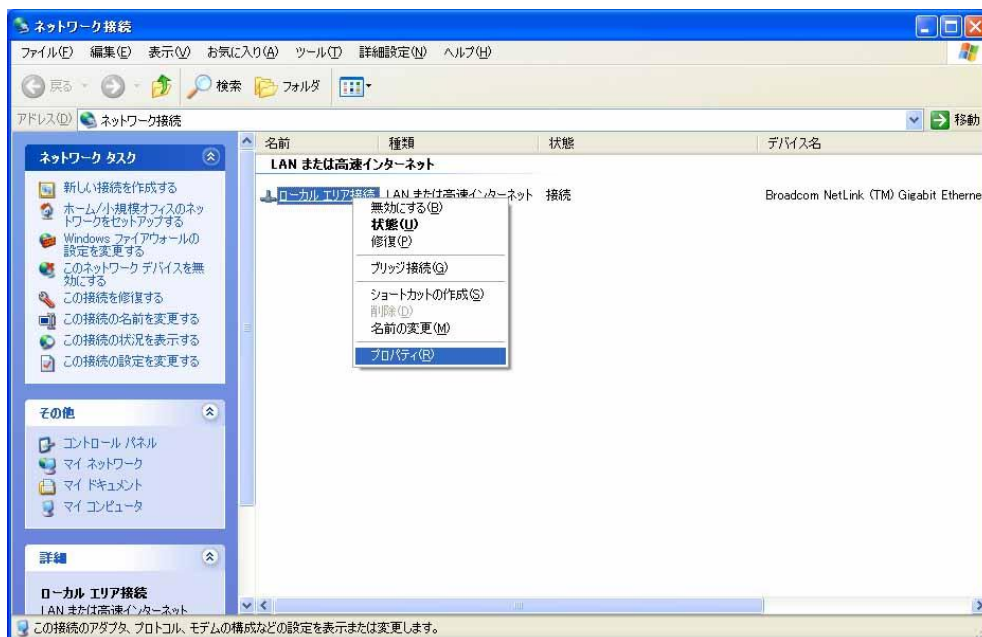 ネットワーク接続
ファイル(F) 編集(E) 表示(V) お気に入り(A) ツール(T) 詳細設定(N) ヘルプ(H)
戻る 検索 フォルダ
アドレス(D) ネットワーク接続 移動
ネットワーク タスク
新しい接続を作成する
ホーム/小規模オフィスのネッ
トワークをセットアップする
Windows ファイアウォールの
設定を変更する
このネットワーク デバイスを無
効にする
この接続を修復する
この接続の名前を変更する
この接続の状況を表示する
この接続の設定を変更する
その他
コントロール パネル
マイ ネットワーク
マイ ドキュメント
マイ コンピュータ
詳細
ローカル エリア接続
LAN または高速インターネット
名前 種類 状態 デバイス名
LAN または高速インターネット
ローカル エリア接続 LAN または高速インターネット 接続 Broadcom NetLink (TM) Gigabit Etherne
無効にする(B)
状態(U)
修復(P)
ブリッジ接続(G)
ショートカットの作成(S)
削除(D)
名前の変更(M)
プロパティ(R)
この接続のアダプタ、プロトコル、モデムの構成などの設定を表示または変更します。